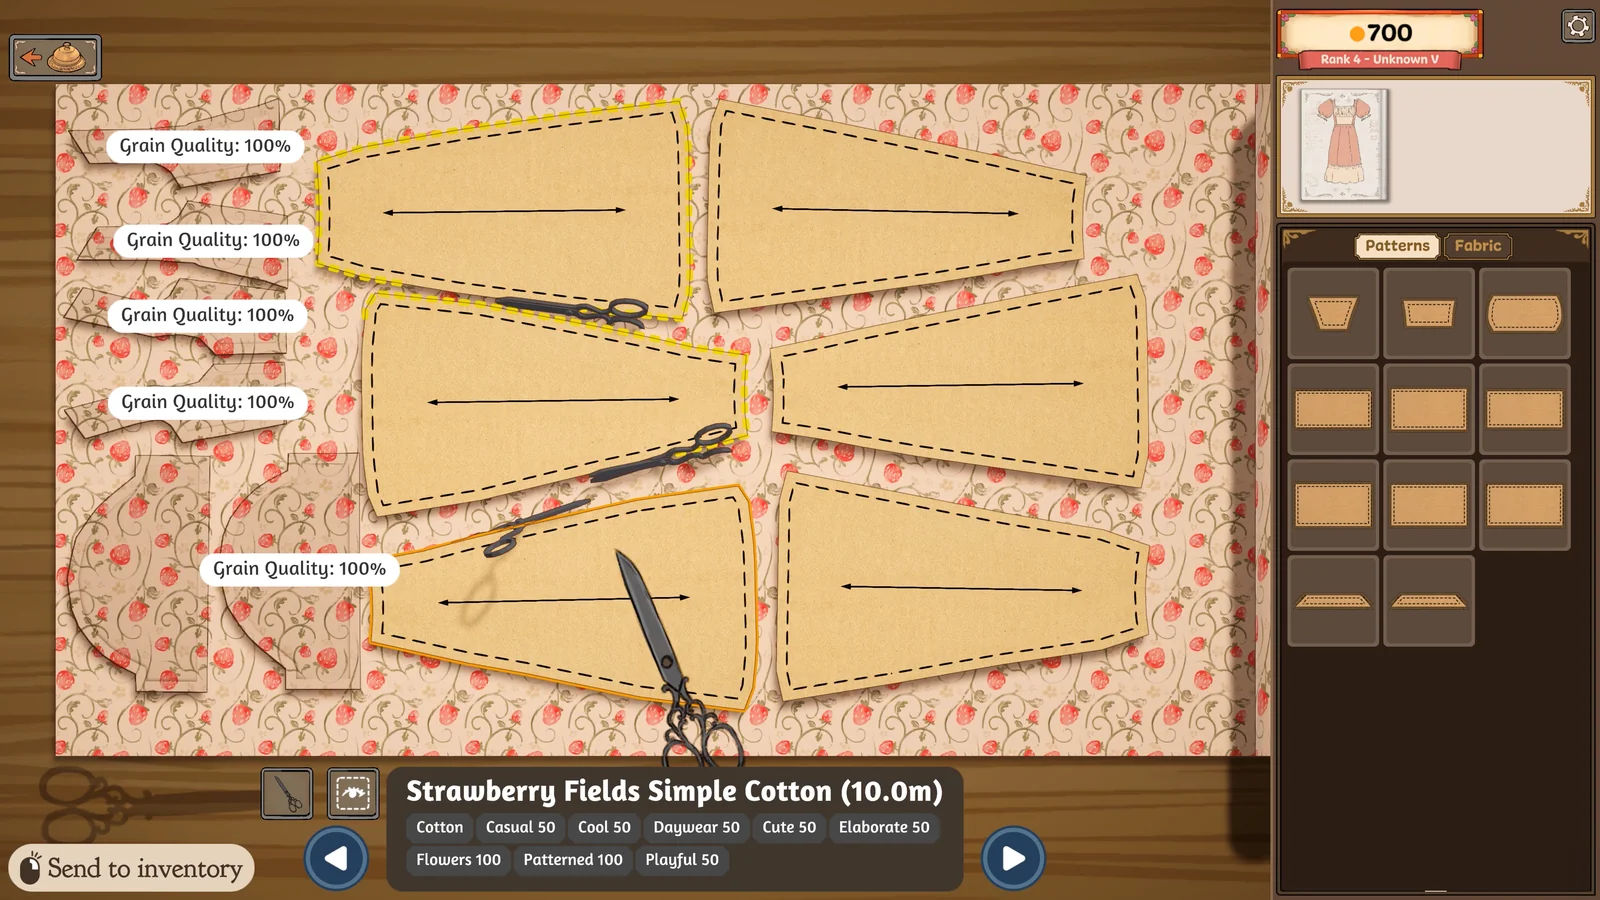 700
Rank 4 - Unknown V
Patterns
Fabric
Grain Quality: 100%
Grain Quality: 100%
Grain Quality: 100%
Grain Quality: 100%
Grain Quality: 100%
Strawberry Fields Simple Cotton (10.0m)
Cotton Casual 50 Cool 50 Daywear 50 Cute 50 Elaborate 50
Flowers 100 Patterned 100 Playful 50
Send to inventory